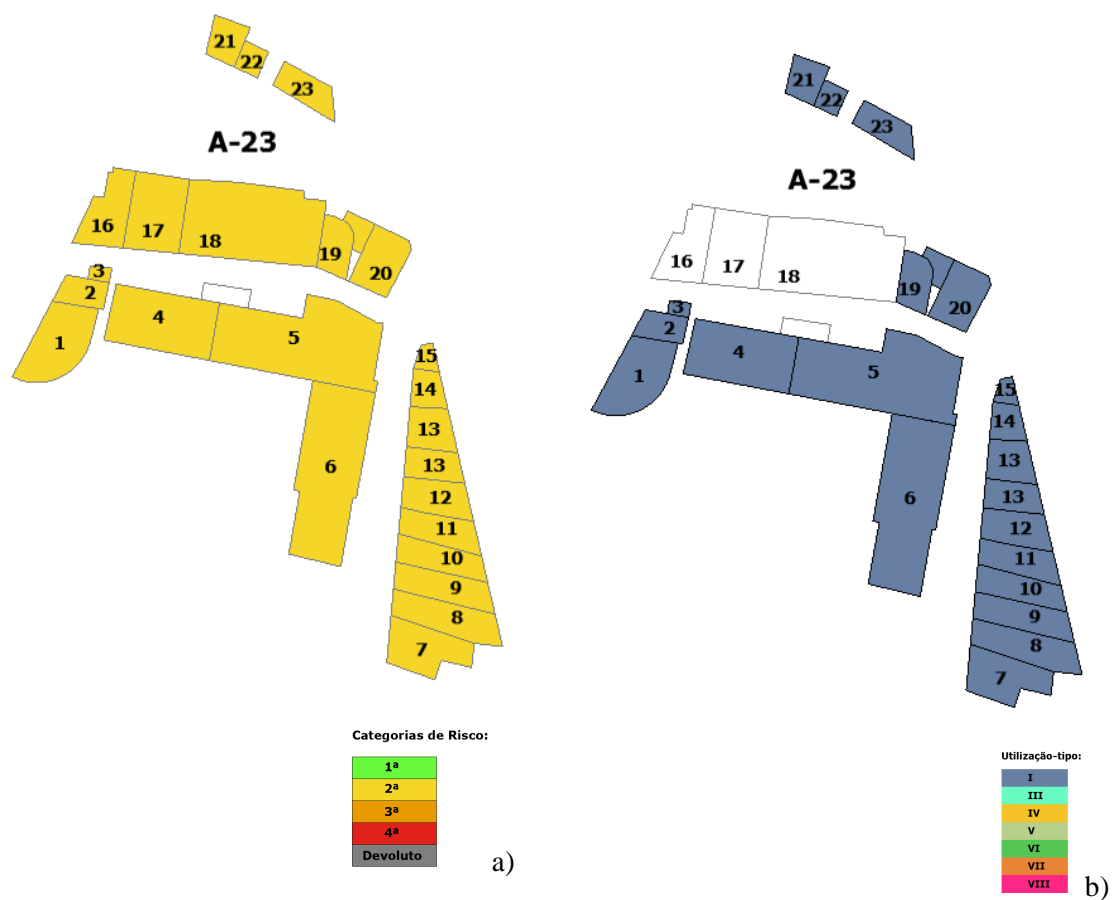 21
22
23
A-23
16
17
18
19
20
3
2
1
4
5
6
15
14
13
13
12
11
10
9
8
7
Categorias de Risco:
1ª
2ª
3ª
4ª
Devoluto
a)
21
22
23
A-23
16
17
18
19
20
3
2
1
4
5
6
15
14
13
13
12
11
10
9
8
7
Utilização-tipo:
I
III
IV
V
VI
VII
VIII
b)